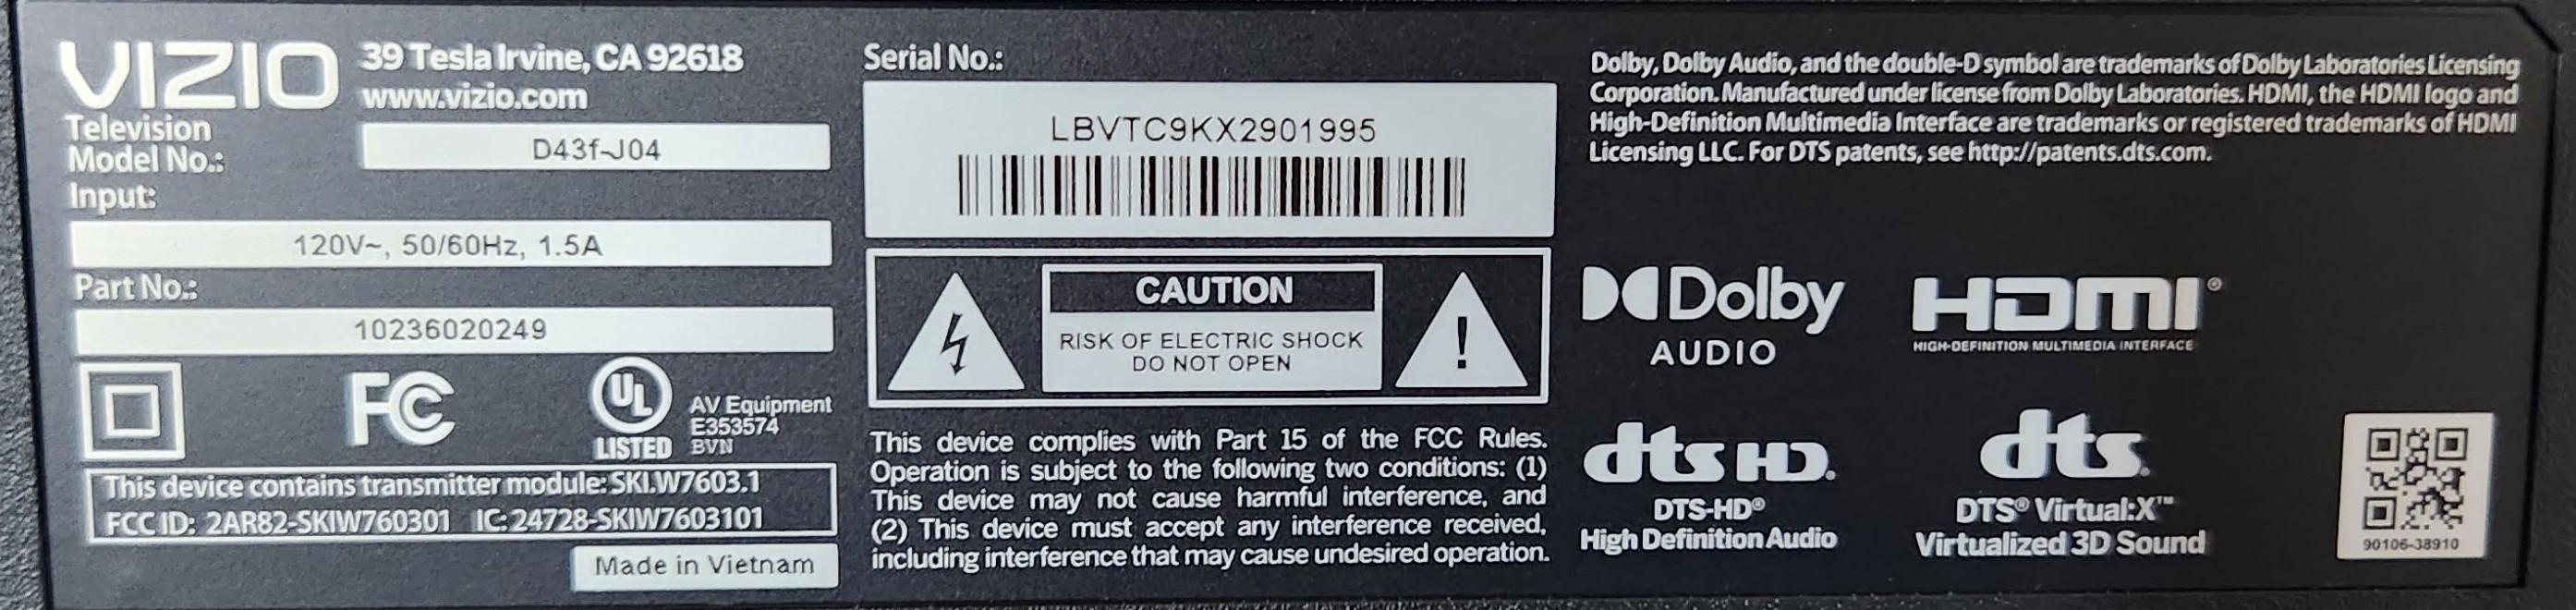 VIZIO
39 Tesla Irvine, CA 92618
www.vizio.com
Television
Model No.:
D43f-J04
Input:
120V~, 50/60Hz, 1.5A
Part No.:
10236020249
FC
UL
LISTED
AV Equipment
E353574
BVN
This device contains transmitter module: SKI.W7603.1
FCC ID: 2AR82-SKIW760301 IC: 24728-SKIW7603101
Made in Vietnam
Serial No.:
LBVTC9KX2901995
CAUTION
RISK OF ELECTRIC SHOCK
DO NOT OPEN
!
This device complies with Part 15 of the FCC Rules.
Operation is subject to the following two conditions: (1)
This device may not cause harmful interference, and
(2) This device must accept any interference received,
including interference that may cause undesired operation.
Dolby, Dolby Audio, and the double-D symbol are trademarks of Dolby Laboratories Licensing
Corporation. Manufactured under license from Dolby Laboratories. HDMI, the HDMI logo and
High-Definition Multimedia Interface are trademarks or registered trademarks of HDMI
Licensing LLC. For DTS patents, see http://patents.dts.com.
Dolby
AUDIO
HDMI®
HIGH-DEFINITION MULTIMEDIA INTERFACE
dts HD.
DTS-HD®
High Definition Audio
dts.
DTS® Virtual:X™
Virtualized 3D Sound
90106-38910